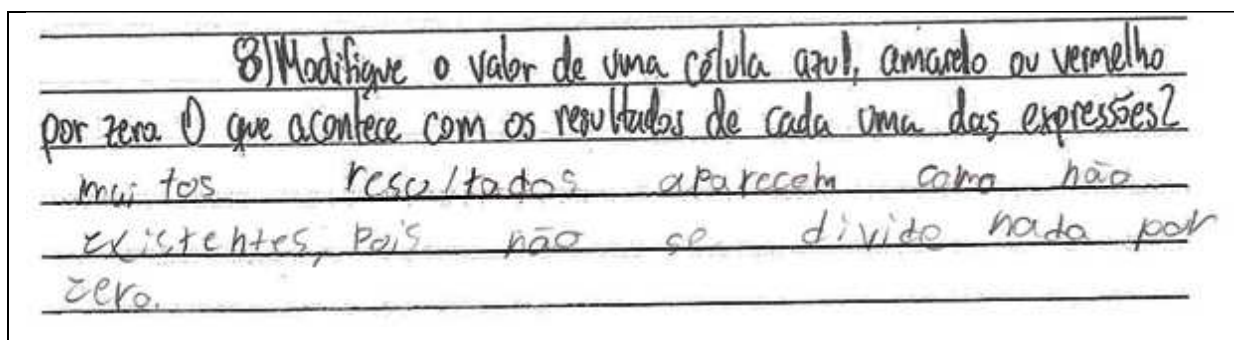 8) Modifique o valor de uma célula azul, amarelo ou vermelho
por zero. O que acontece com os resultados de cada uma das expressões?
muitos resultados aparecem como não
existentes, pois não se divide nada por
zero.